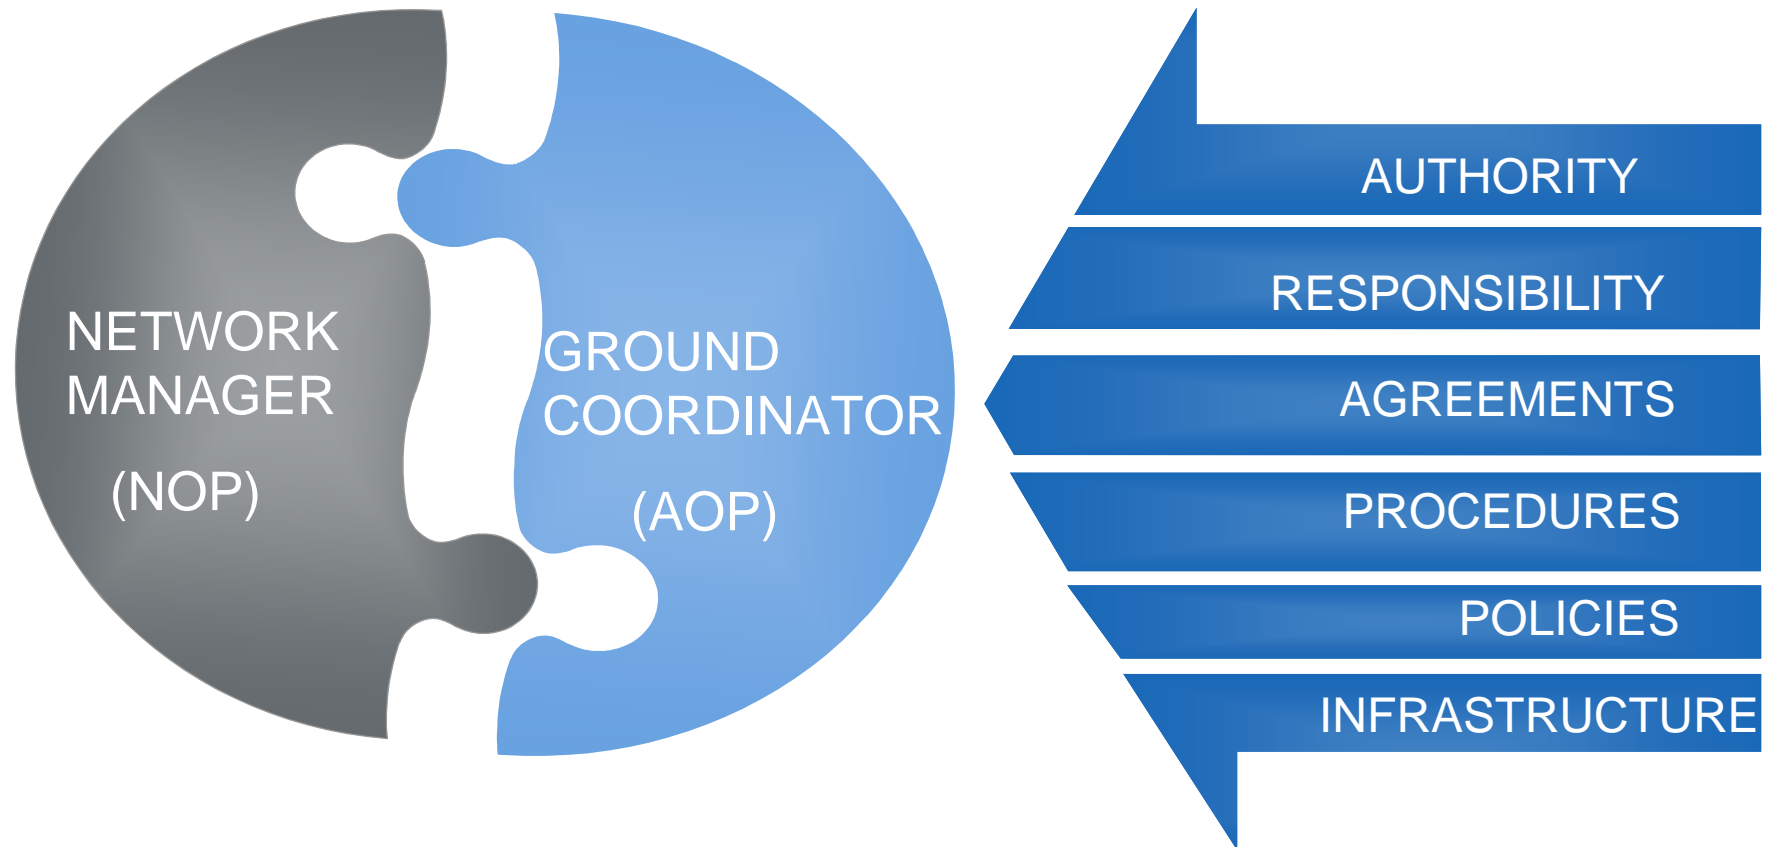 NETWORK
MANAGER
(NOP)
GROUND
COORDINATOR
(AOP)
AUTHORITY
RESPONSIBILITY
AGREEMENTS
PROCEDURES
POLICIES
INFRASTRUCTURE